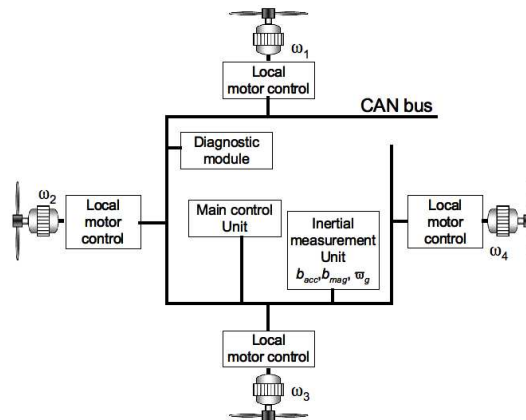 ω1
Local
motor control
CAN bus
Diagnostic
module
ω2
Local
motor
control
Main control
Unit
Inertial
measurement
Unit
bacc,bmag, ϖg
Local
motor
control
ω4
Local
motor control
ω3